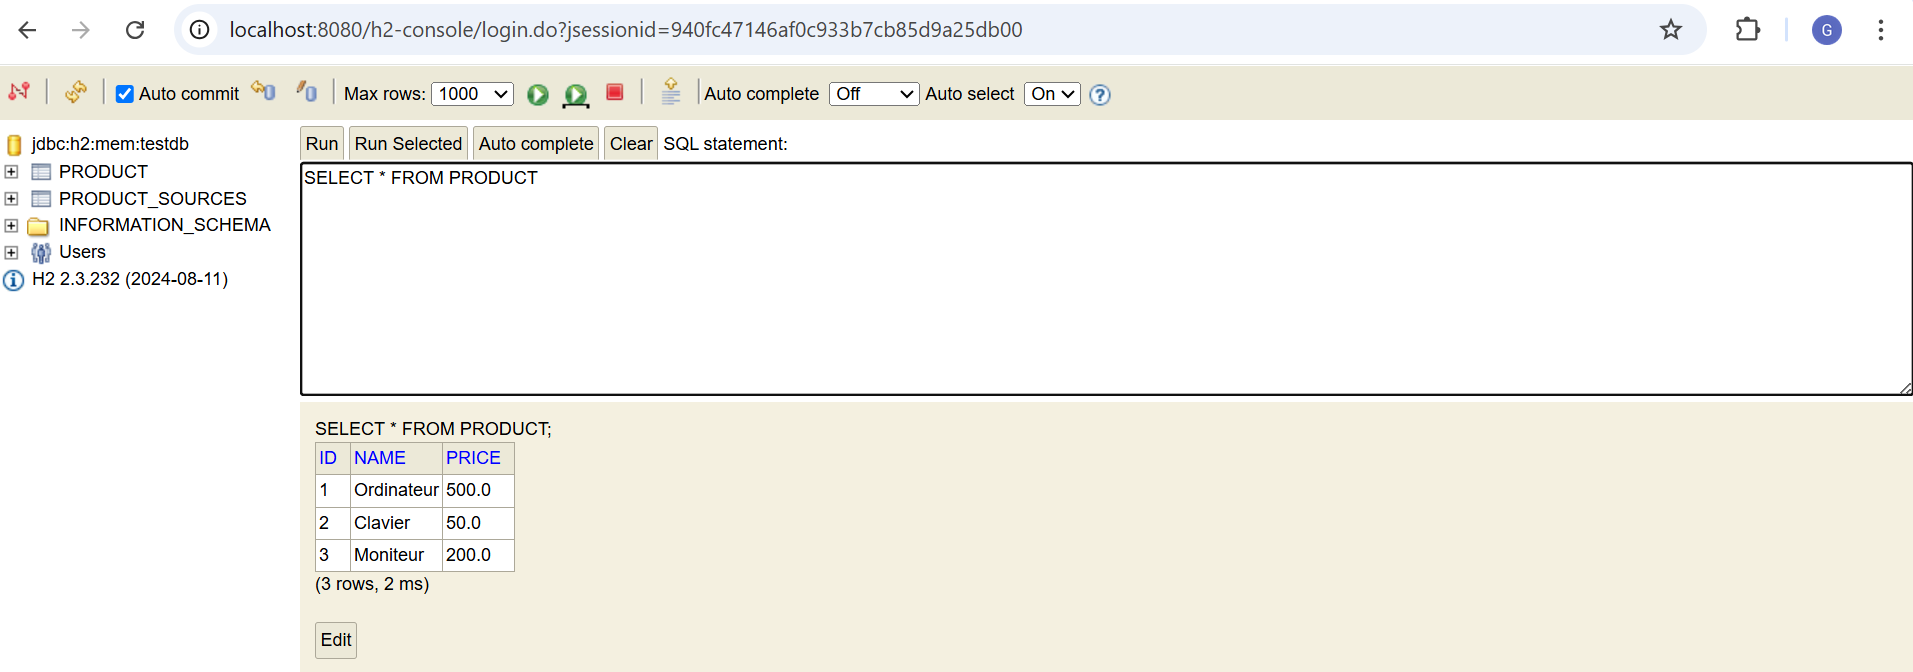 localhost:8080/h2-console/login.do?jsessionid=940fc47146af0c933b7cb85d9a25db00
G
Auto commit Max rows: 1000 Auto complete Off Auto select On ?
jdbc:h2:mem:testdb
PRODUCT
PRODUCT_SOURCES
INFORMATION_SCHEMA
Users
H2 2.3.232 (2024-08-11)
Run Run Selected Auto complete Clear SQL statement:
SELECT * FROM PRODUCT
SELECT * FROM PRODUCT;
ID NAME PRICE
1 Ordinateur 500.0
2 Clavier 50.0
3 Moniteur 200.0
(3 rows, 2 ms)
Edit